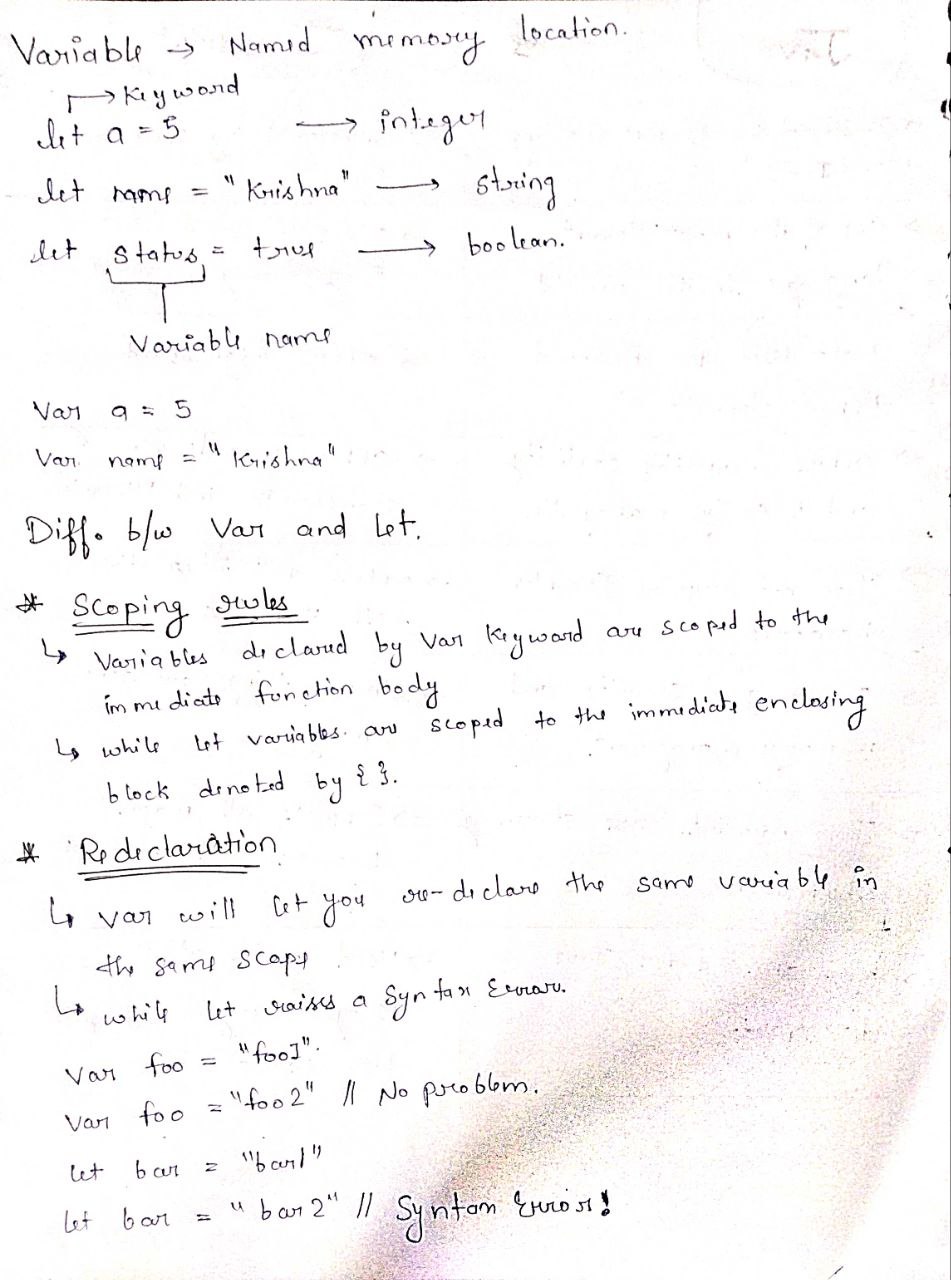 Variable → Named memory location.
↳ Keyword
let a = 5 → integer
let name = "Krishna" → string
let status = true → boolean.
Variable name
Var a = 5
Var name = "Krishna"
Diff. b/w Var and let.
* Scoping rules
↳ Variables declared by Var Keyword are scoped to the
immediate function body
↳ while let variables are scoped to the immediate enclosing
block denoted by { }.
* Redeclaration
↳ var will let you re-declare the same variable in
the same scope
↳ while let raises a Syntax Error.
Var foo = "foo1".
Var foo = "foo2" // No problem.
let bar = "bar1"
let bar = "bar2" // Syntax Error!